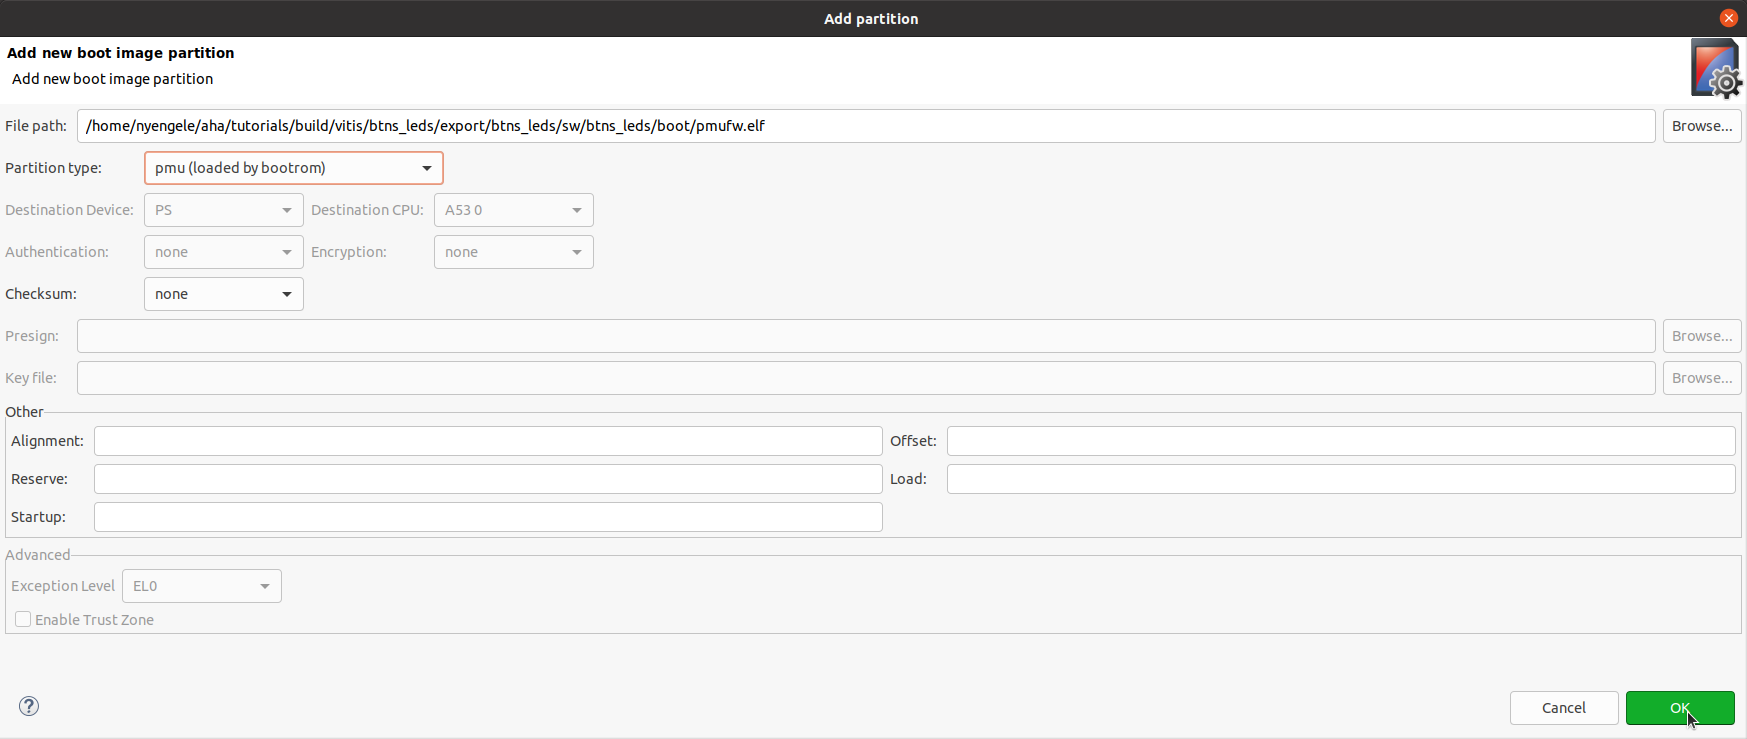 Add partition
Add new boot image partition
Add new boot image partition
File path: /home/nyengele/aha/tutorials/build/vitis/btns_leds/export/btns_leds/sw/btns_leds/boot/pmufw.elf Browse...
Partition type: pmu (loaded by bootrom)
Destination Device: PS Destination CPU: A53 0
Authentication: none Encryption: none
Checksum: none
Presign: Browse...
Key file: Browse...
Other
Alignment: Offset:
Reserve: Load:
Startup:
Advanced
Exception Level EL0
Enable Trust Zone
? Cancel OK